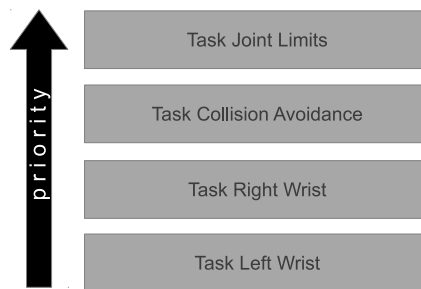 Task Joint Limits
Task Collision Avoidance
Task Right Wrist
Task Left Wrist
priority